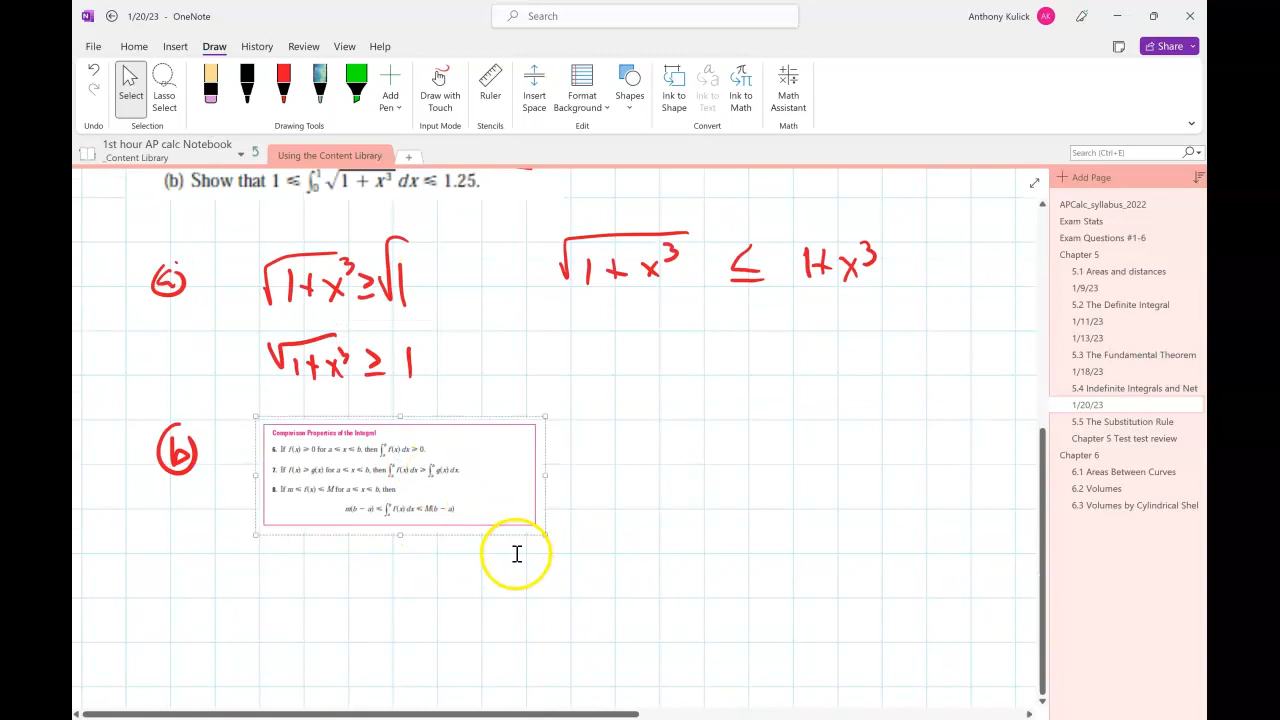 1/20/23 - OneNote
Search
Anthony Kulick
AK
File Home Insert Draw History Review View Help
Share
Select
Lasso Select
Add Pen
Draw with Touch
Ruler
Insert Space
Format Background
Shapes
Ink to Shape
Ink to Text
Ink to Math
Math Assistant
Undo
Selection
Drawing Tools
Input Mode
Stencils
Edit
Convert
Math
1st hour AP calc Notebook
_Content Library
5
Using the Content Library
+
Search (Ctrl+E)
(b) Show that 1 ≤ ∫₀¹ √(1 + x³) dx ≤ 1.25.
(a) √(1+x³) ≥ √1
√(1+x³) ≤ 1+x³
√(1+x³) ≥ 1
(b)
Comparison Properties of the Integral
6. If f(x) ≥ 0 for a ≤ x ≤ b, then ∫ₐᵇ f(x) dx ≥ 0.
7. If f(x) ≥ g(x) for a ≤ x ≤ b, then ∫ₐᵇ f(x) dx ≥ ∫ₐᵇ g(x) dx.
8. If m ≤ f(x) ≤ M for a ≤ x ≤ b, then
m(b − a) ≤ ∫ₐᵇ f(x) dx ≤ M(b − a)
Add Page
APCalc_syllabus_2022
Exam Stats
Exam Questions #1-6
Chapter 5
5.1 Areas and distances
1/9/23
5.2 The Definite Integral
1/11/23
1/13/23
5.3 The Fundamental Theorem
1/18/23
5.4 Indefinite Integrals and Net
1/20/23
5.5 The Substitution Rule
Chapter 5 Test test review
Chapter 6
6.1 Areas Between Curves
6.2 Volumes
6.3 Volumes by Cylindrical Shel